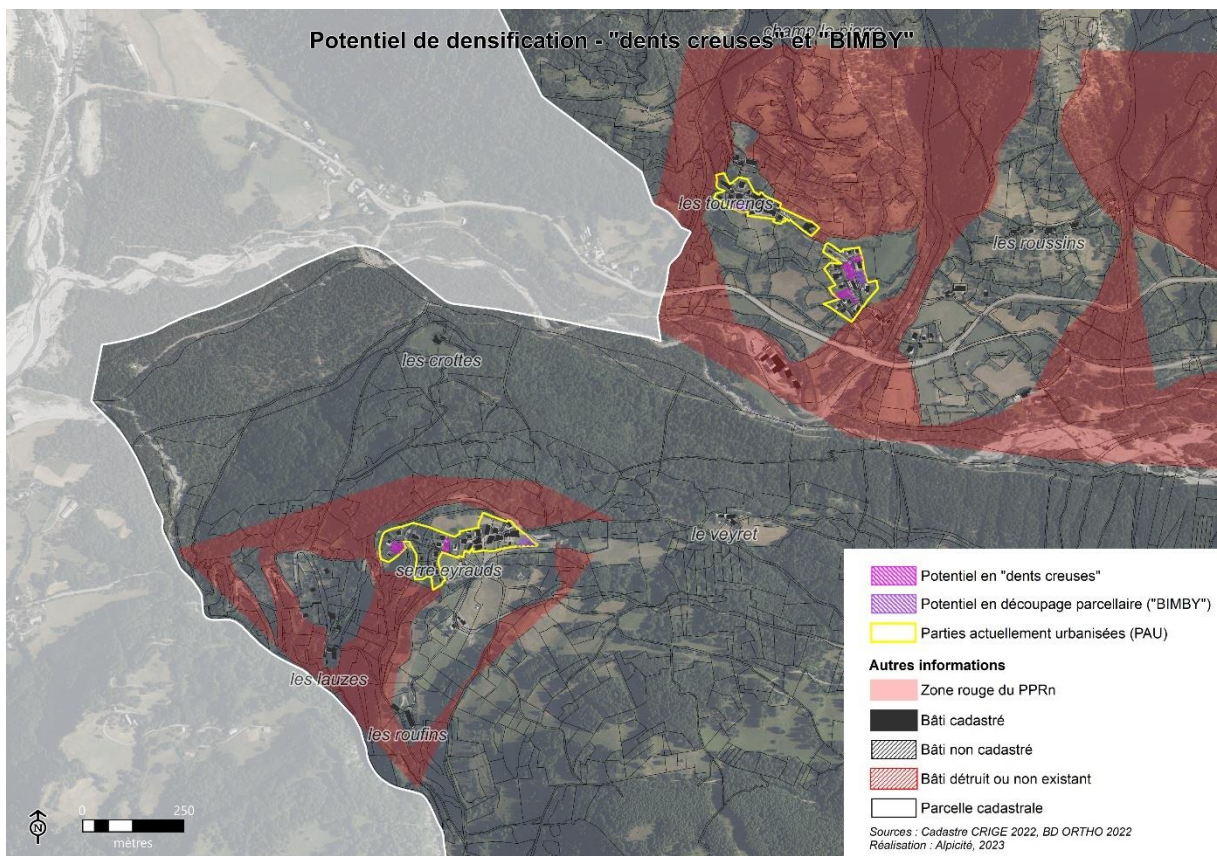 Potentiel de densification - "dents creuses" et "BIMBY"
champ la pierre
les tourengs
les roussins
les crottes
le veyret
serre eyrauds
les lauzes
les roufins
Potentiel en "dents creuses"
Potentiel en découpage parcellaire ("BIMBY")
Parties actuellement urbanisées (PAU)
Autres informations
Zone rouge du PPRn
Bâti cadastré
Bâti non cadastré
Bâti détruit ou non existant
Parcelle cadastrale
Sources : Cadastre CRIGE 2022, BD ORTHO 2022
Réalisation : Alpicité, 2023
N
0 250
mètres